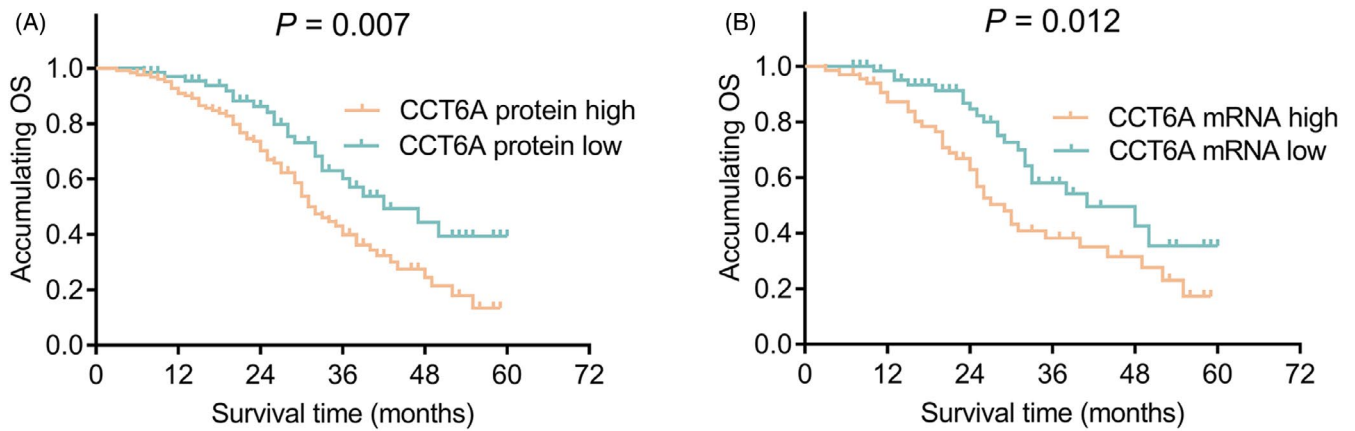 (A)
P = 0.007
Accumulating OS
1.0
0.8
0.6
0.4
0.2
0.0
CCT6A protein high
CCT6A protein low
0 12 24 36 48 60 72
Survival time (months)
(B)
P = 0.012
Accumulating OS
1.0
0.8
0.6
0.4
0.2
0.0
CCT6A mRNA high
CCT6A mRNA low
0 12 24 36 48 60 72
Survival time (months)